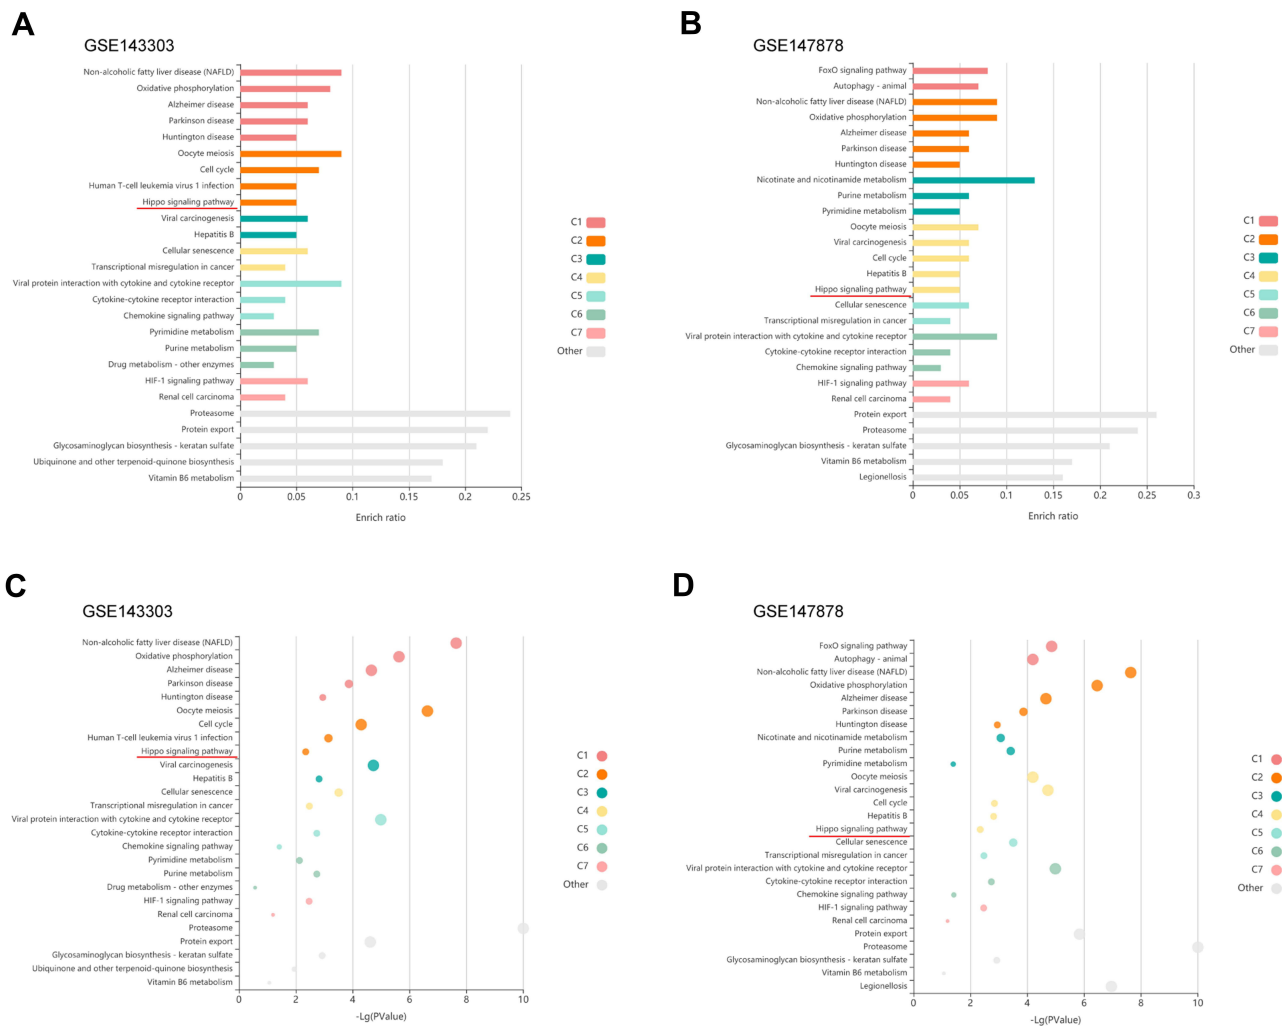 A
GSE143303
Non-alcoholic fatty liver disease (NAFLD)
Oxidative phosphorylation
Alzheimer disease
Parkinson disease
Huntington disease
Oocyte meiosis
Cell cycle
Human T-cell leukemia virus 1 infection
Hippo signaling pathway
Viral carcinogenesis
Hepatitis B
Cellular senescence
Transcriptional misregulation in cancer
Viral protein interaction with cytokine and cytokine receptor
Cytokine-cytokine receptor interaction
Chemokine signaling pathway
Pyrimidine metabolism
Purine metabolism
Drug metabolism - other enzymes
HIF-1 signaling pathway
Renal cell carcinoma
Proteasome
Protein export
Glycosaminoglycan biosynthesis - keratan sulfate
Ubiquinone and other terpenoid-quinone biosynthesis
Vitamin B6 metabolism
0 0.05 0.1 0.15 0.2 0.25
Enrich ratio
C1
C2
C3
C4
C5
C6
C7
Other
B
GSE147878
FoxO signaling pathway
Autophagy - animal
Non-alcoholic fatty liver disease (NAFLD)
Oxidative phosphorylation
Alzheimer disease
Parkinson disease
Huntington disease
Nicotinate and nicotinamide metabolism
Purine metabolism
Pyrimidine metabolism
Oocyte meiosis
Viral carcinogenesis
Cell cycle
Hepatitis B
Hippo signaling pathway
Cellular senescence
Transcriptional misregulation in cancer
Viral protein interaction with cytokine and cytokine receptor
Cytokine-cytokine receptor interaction
Chemokine signaling pathway
HIF-1 signaling pathway
Renal cell carcinoma
Protein export
Proteasome
Glycosaminoglycan biosynthesis - keratan sulfate
Vitamin B6 metabolism
Legionellosis
0 0.05 0.1 0.15 0.2 0.25 0.3
Enrich ratio
C1
C2
C3
C4
C5
C6
C7
Other
C
GSE143303
Non-alcoholic fatty liver disease (NAFLD)
Oxidative phosphorylation
Alzheimer disease
Parkinson disease
Huntington disease
Oocyte meiosis
Cell cycle
Human T-cell leukemia virus 1 infection
Hippo signaling pathway
Viral carcinogenesis
Hepatitis B
Cellular senescence
Transcriptional misregulation in cancer
Viral protein interaction with cytokine and cytokine receptor
Cytokine-cytokine receptor interaction
Chemokine signaling pathway
Pyrimidine metabolism
Purine metabolism
Drug metabolism - other enzymes
HIF-1 signaling pathway
Renal cell carcinoma
Proteasome
Protein export
Glycosaminoglycan biosynthesis - keratan sulfate
Ubiquinone and other terpenoid-quinone biosynthesis
Vitamin B6 metabolism
0 2 4 6 8 10
-Lg(PValue)
C1
C2
C3
C4
C5
C6
C7
Other
D
GSE147878
FoxO signaling pathway
Autophagy - animal
Non-alcoholic fatty liver disease (NAFLD)
Oxidative phosphorylation
Alzheimer disease
Parkinson disease
Huntington disease
Nicotinate and nicotinamide metabolism
Purine metabolism
Pyrimidine metabolism
Oocyte meiosis
Viral carcinogenesis
Cell cycle
Hepatitis B
Hippo signaling pathway
Cellular senescence
Transcriptional misregulation in cancer
Viral protein interaction with cytokine and cytokine receptor
Cytokine-cytokine receptor interaction
Chemokine signaling pathway
HIF-1 signaling pathway
Renal cell carcinoma
Protein export
Proteasome
Glycosaminoglycan biosynthesis - keratan sulfate
Vitamin B6 metabolism
Legionellosis
0 2 4 6 8 10
-Lg(PValue)
C1
C2
C3
C4
C5
C6
C7
Other